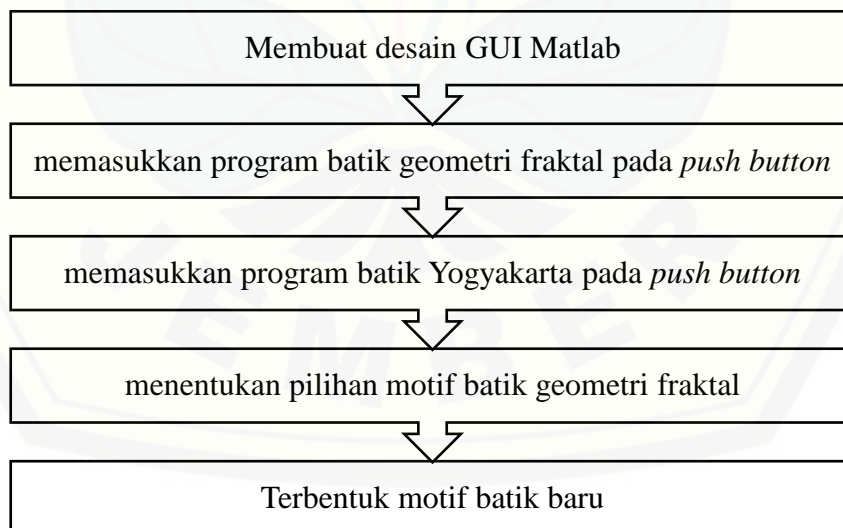 Membuat desain GUI Matlab
memasukkan program batik geometri fraktal pada push button
memasukkan program batik Yogyakarta pada push button
menentukan pilihan motif batik geometri fraktal
Terbentuk motif batik baru
JEMBER